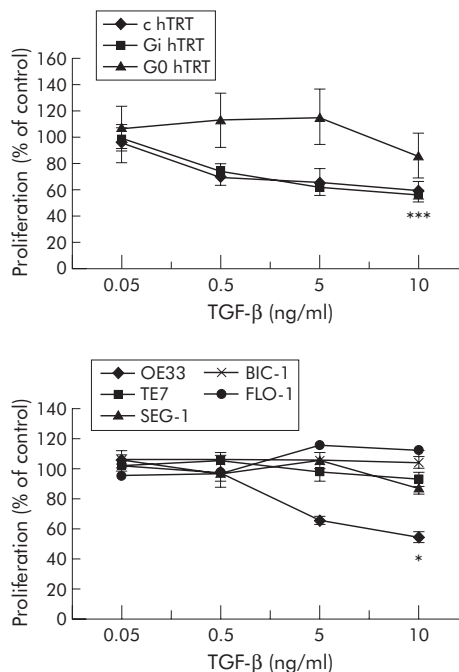 c hTRT
Gi hTRT
G0 hTRT
Proliferation (% of control)
160
140
120
100
80
60
40
20
0
***
0.05 0.5 5 10
TGF-β (ng/ml)
OE33 BIC-1
TE7 FLO-1
SEG-1
Proliferation (% of control)
140
120
100
80
60
40
20
0
*
0.05 0.5 5 10
TGF-β (ng/ml)